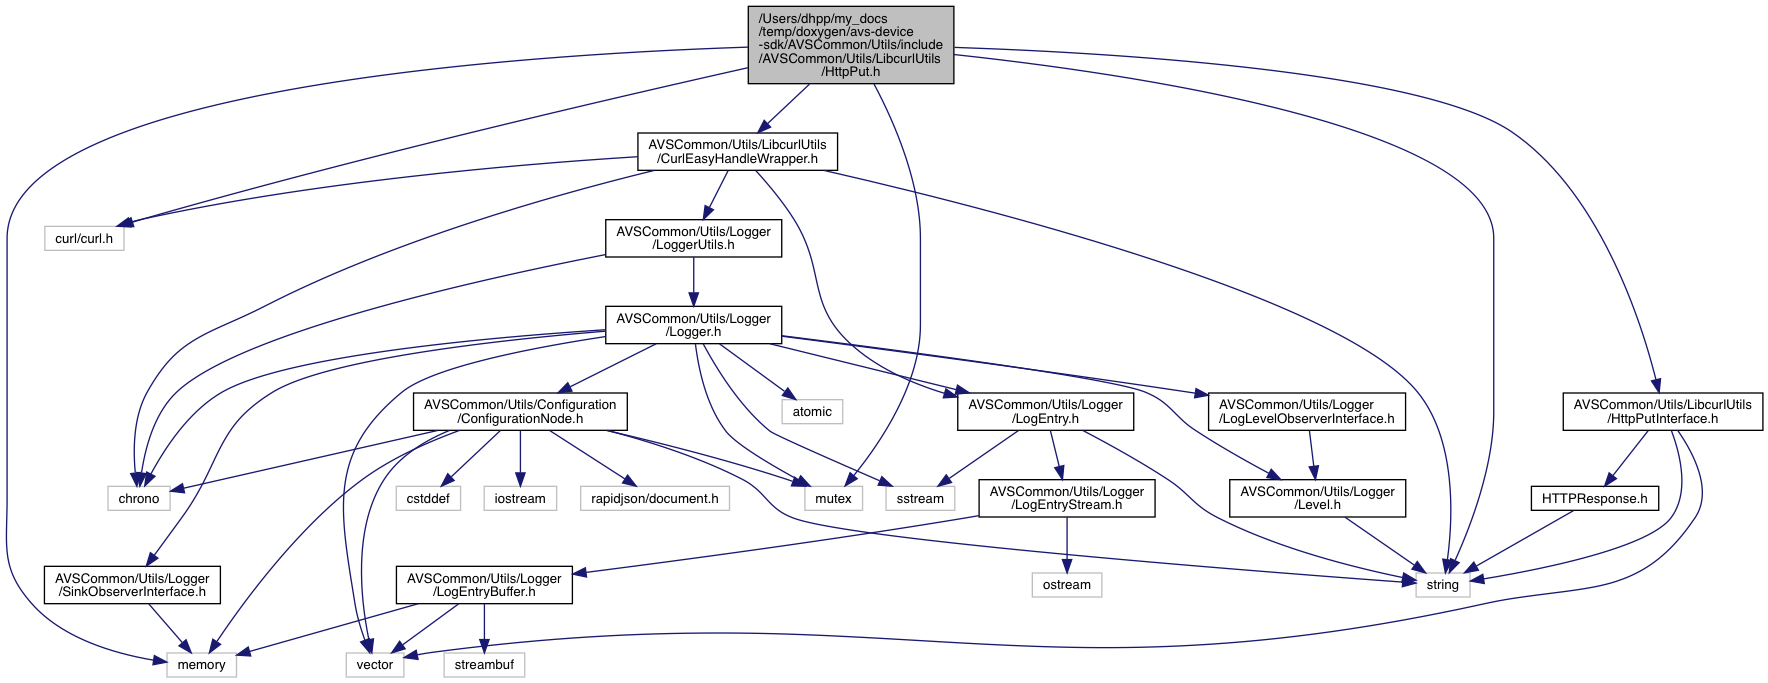 /Users/dhpp/my_docs
/temp/doxygen/avs-device
-sdk/AVSCommon/Utils/include
/AVSCommon/Utils/LibcurlUtils
/HttpPut.h
AVSCommon/Utils/LibcurlUtils
/CurlEasyHandleWrapper.h
curl/curl.h
AVSCommon/Utils/Logger
/LoggerUtils.h
AVSCommon/Utils/Logger
/Logger.h
AVSCommon/Utils/Configuration
/ConfigurationNode.h
atomic
AVSCommon/Utils/Logger
/LogEntry.h
AVSCommon/Utils/Logger
/LogLevelObserverInterface.h
AVSCommon/Utils/LibcurlUtils
/HttpPutInterface.h
chrono
cstddef
iostream
rapidjson/document.h
mutex
sstream
AVSCommon/Utils/Logger
/LogEntryStream.h
AVSCommon/Utils/Logger
/Level.h
HTTPResponse.h
AVSCommon/Utils/Logger
/SinkObserverInterface.h
AVSCommon/Utils/Logger
/LogEntryBuffer.h
ostream
string
memory
vector
streambuf